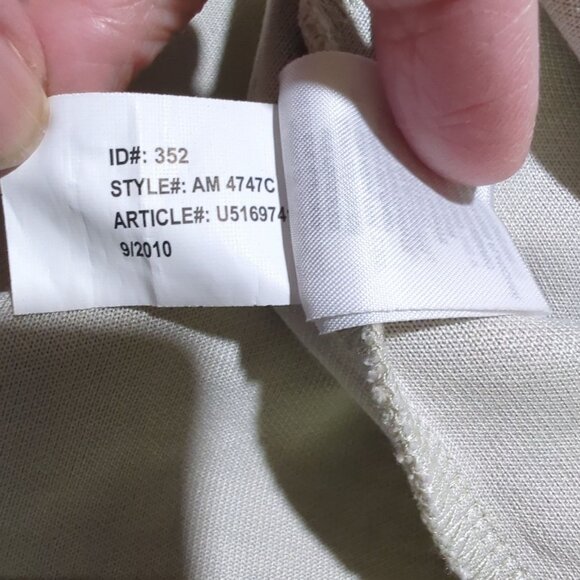 ID#: 352
STYLE#: AM 4747C
ARTICLE#: U516974
9/2010